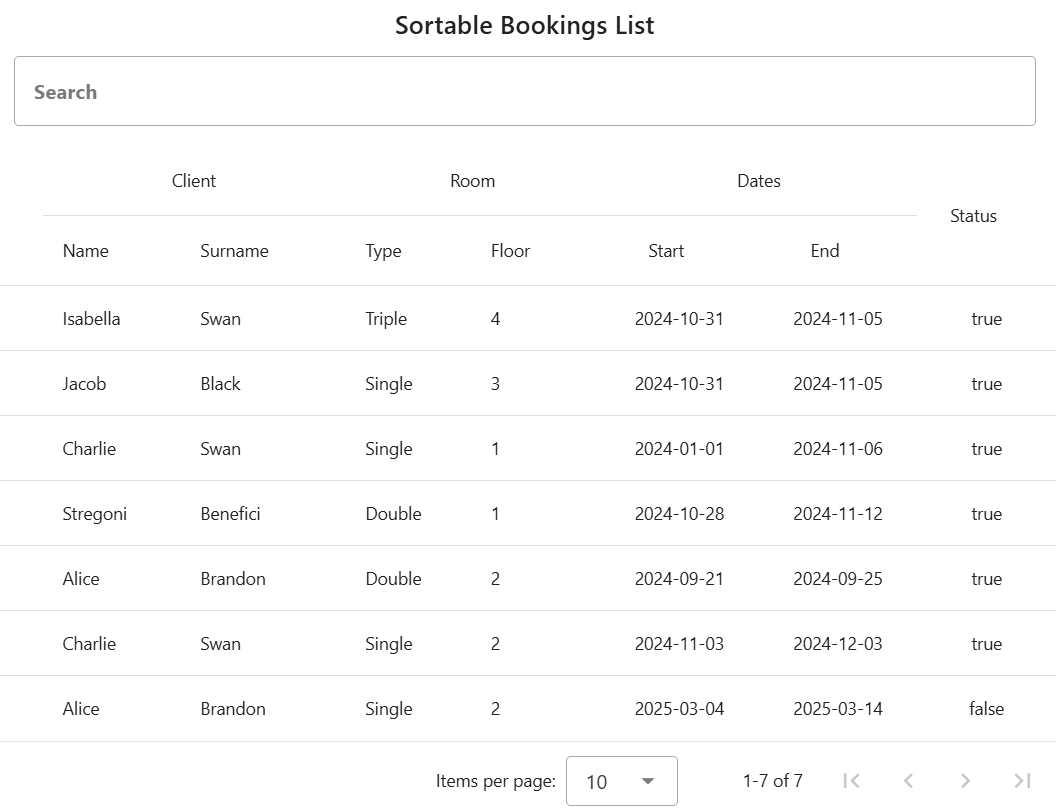 Sortable Bookings List
Search
Client Room Dates
Status
Name Surname Type Floor Start End
Isabella Swan Triple 4 2024-10-31 2024-11-05 true
Jacob Black Single 3 2024-10-31 2024-11-05 true
Charlie Swan Single 1 2024-01-01 2024-11-06 true
Stregoni Benefici Double 1 2024-10-28 2024-11-12 true
Alice Brandon Double 2 2024-09-21 2024-09-25 true
Charlie Swan Single 2 2024-11-03 2024-12-03 true
Alice Brandon Single 2 2025-03-04 2025-03-14 false
Items per page: 10 1-7 of 7